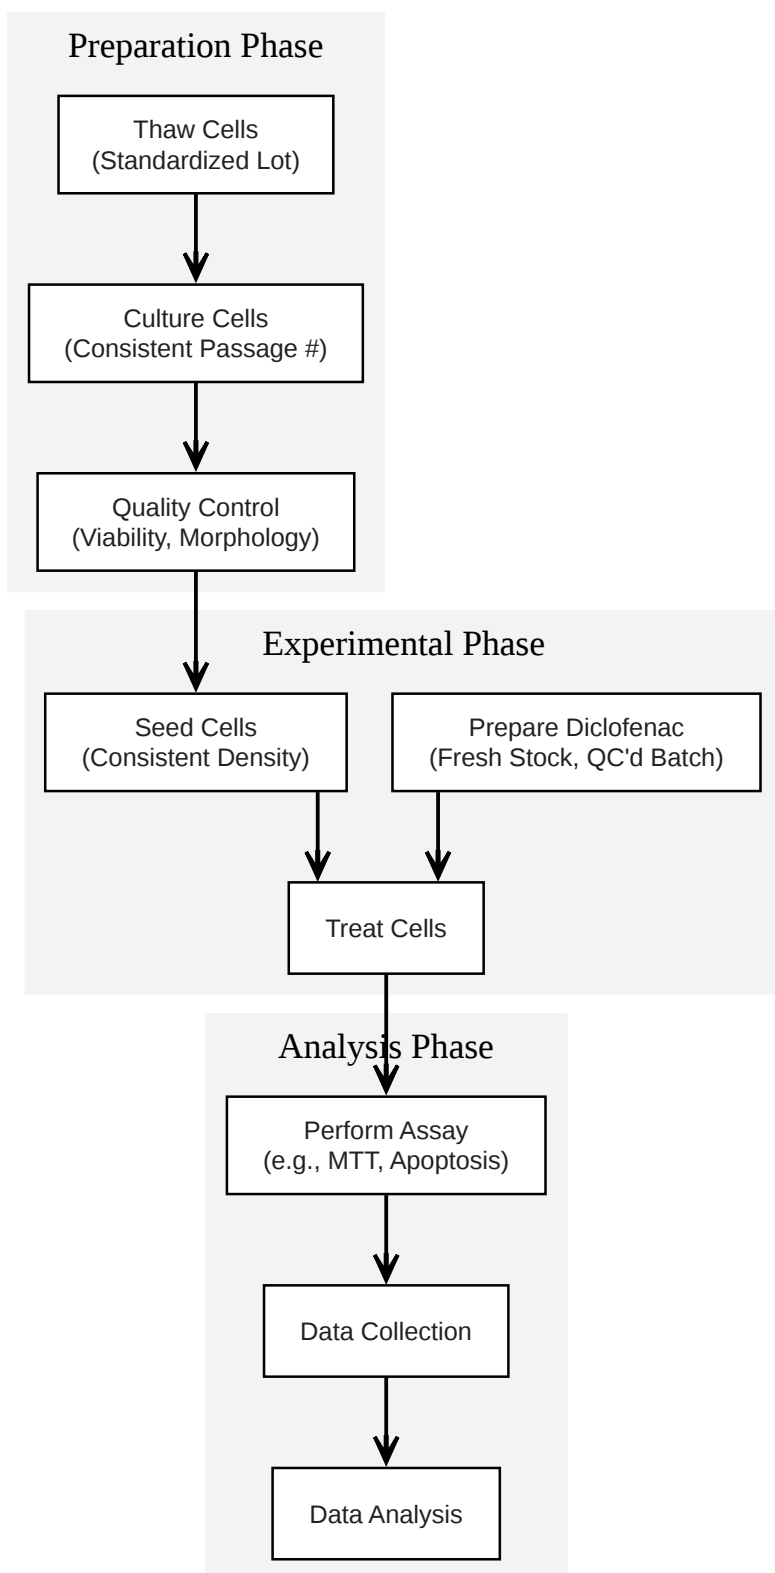 Preparation Phase
Thaw Cells
(Standardized Lot)
Culture Cells
(Consistent Passage #)
Quality Control
(Viability, Morphology)
Experimental Phase
Seed Cells
(Consistent Density)
Prepare Diclofenac
(Fresh Stock, QC'd Batch)
Treat Cells
Analysis Phase
Perform Assay
(e.g., MTT, Apoptosis)
Data Collection
Data Analysis